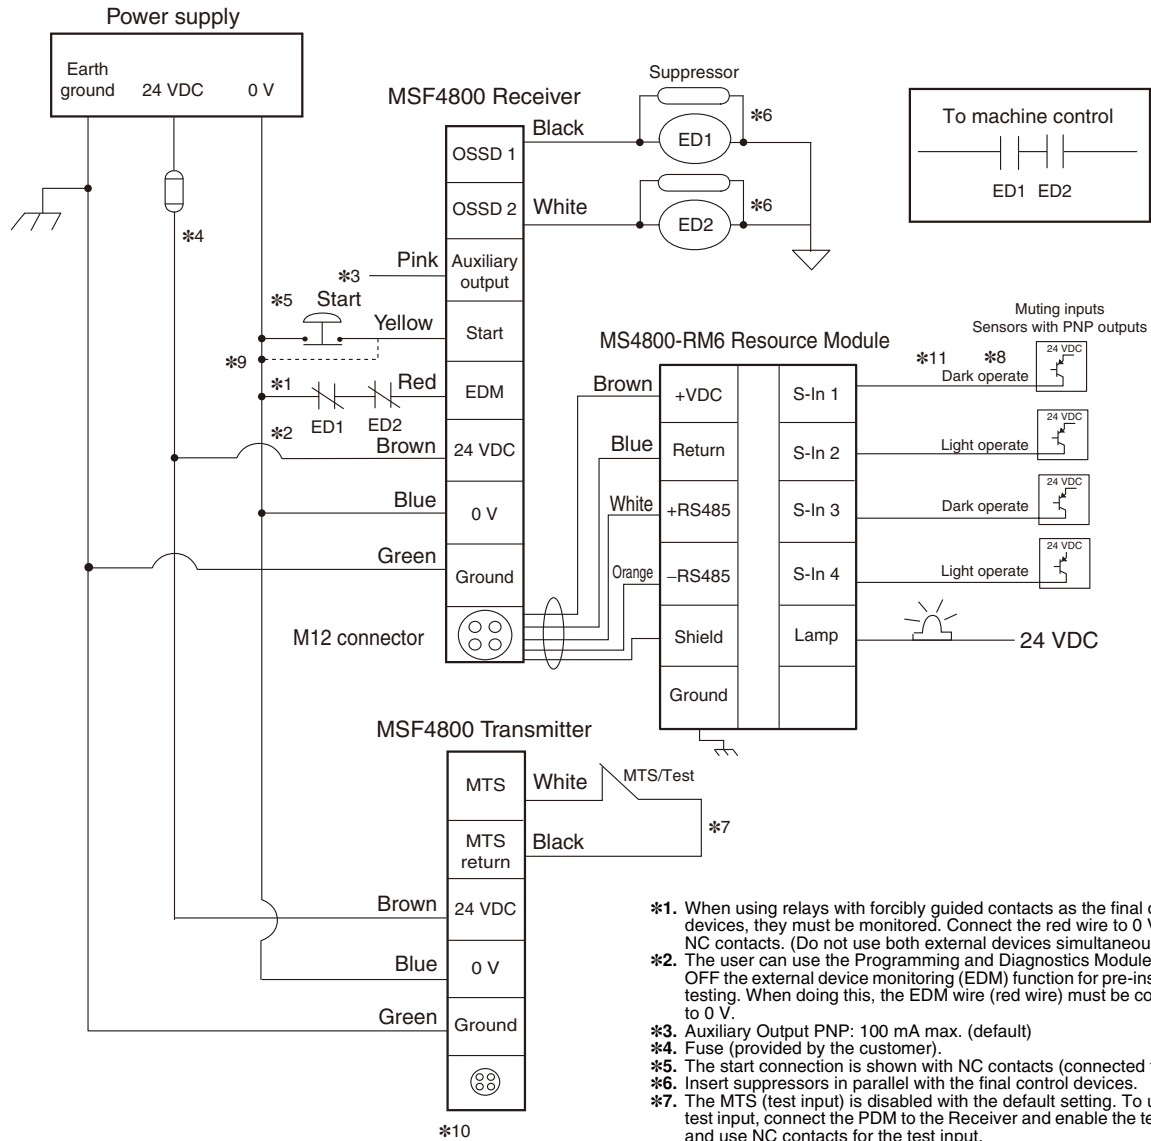 Power supply
Earth ground
24 VDC
0 V
MSF4800 Receiver
OSSD 1
OSSD 2
Auxiliary output
Start
EDM
24 VDC
0 V
Ground
M12 connector
Black
White
Pink
Yellow
Red
Brown
Blue
Green
Suppressor
ED1
*6
ED2
*6
To machine control
ED1 ED2
*4
*3
*5
Start
*9
*1
ED1 ED2
*2
MS4800-RM6 Resource Module
Brown
Blue
White
Orange
+VDC
Return
+RS485
−RS485
Shield
Ground
S-In 1
S-In 2
S-In 3
S-In 4
Lamp
Muting inputs
Sensors with PNP outputs
*11 *8
Dark operate
24 VDC
Light operate
24 VDC
Dark operate
24 VDC
Light operate
24 VDC
24 VDC
MSF4800 Transmitter
MTS
MTS return
24 VDC
0 V
Ground
White
MTS/Test
Black
*7
Brown
Blue
Green
*10
*1. When using relays with forcibly guided contacts as the final
devices, they must be monitored. Connect the red wire to 0
NC contacts. (Do not use both external devices
*2. The user can use the Programming and Diagnostics Module
OFF the external device monitoring (EDM) function for
testing. When doing this, the EDM wire (red wire) must be
to 0 V.
*3. Auxiliary Output PNP: 100 mA max. (default)
*4. Fuse (provided by the customer).
*5. The start connection is shown with NC contacts (connected
*6. Insert suppressors in parallel with the final control devices.
*7. The MTS (test input) is disabled with the default setting. To
test input, connect the PDM to the Receiver and enable the
and use NC contacts for the test input.